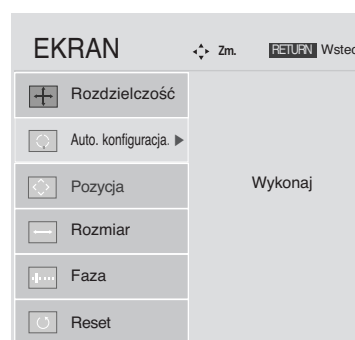 EKRAN Zm. RETURN Wstec
Rozdzielczość
Auto. konfiguracja.
Pozycja
Wykonaj
Rozmiar
Faza
Reset